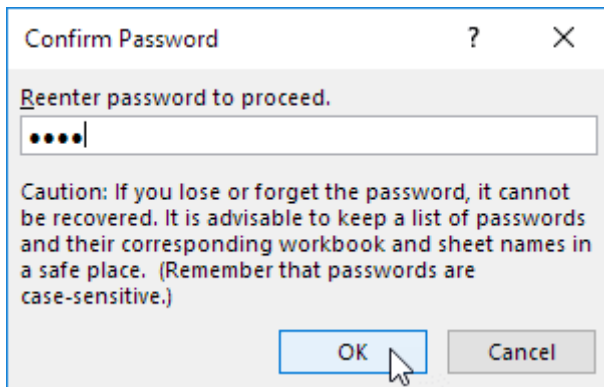 Confirm Password ? ×
Reenter password to proceed.
••••
Caution: If you lose or forget the password, it cannot
be recovered. It is advisable to keep a list of passwords
and their corresponding workbook and sheet names in
a safe place.  (Remember that passwords are
case-sensitive.)
OK Cancel